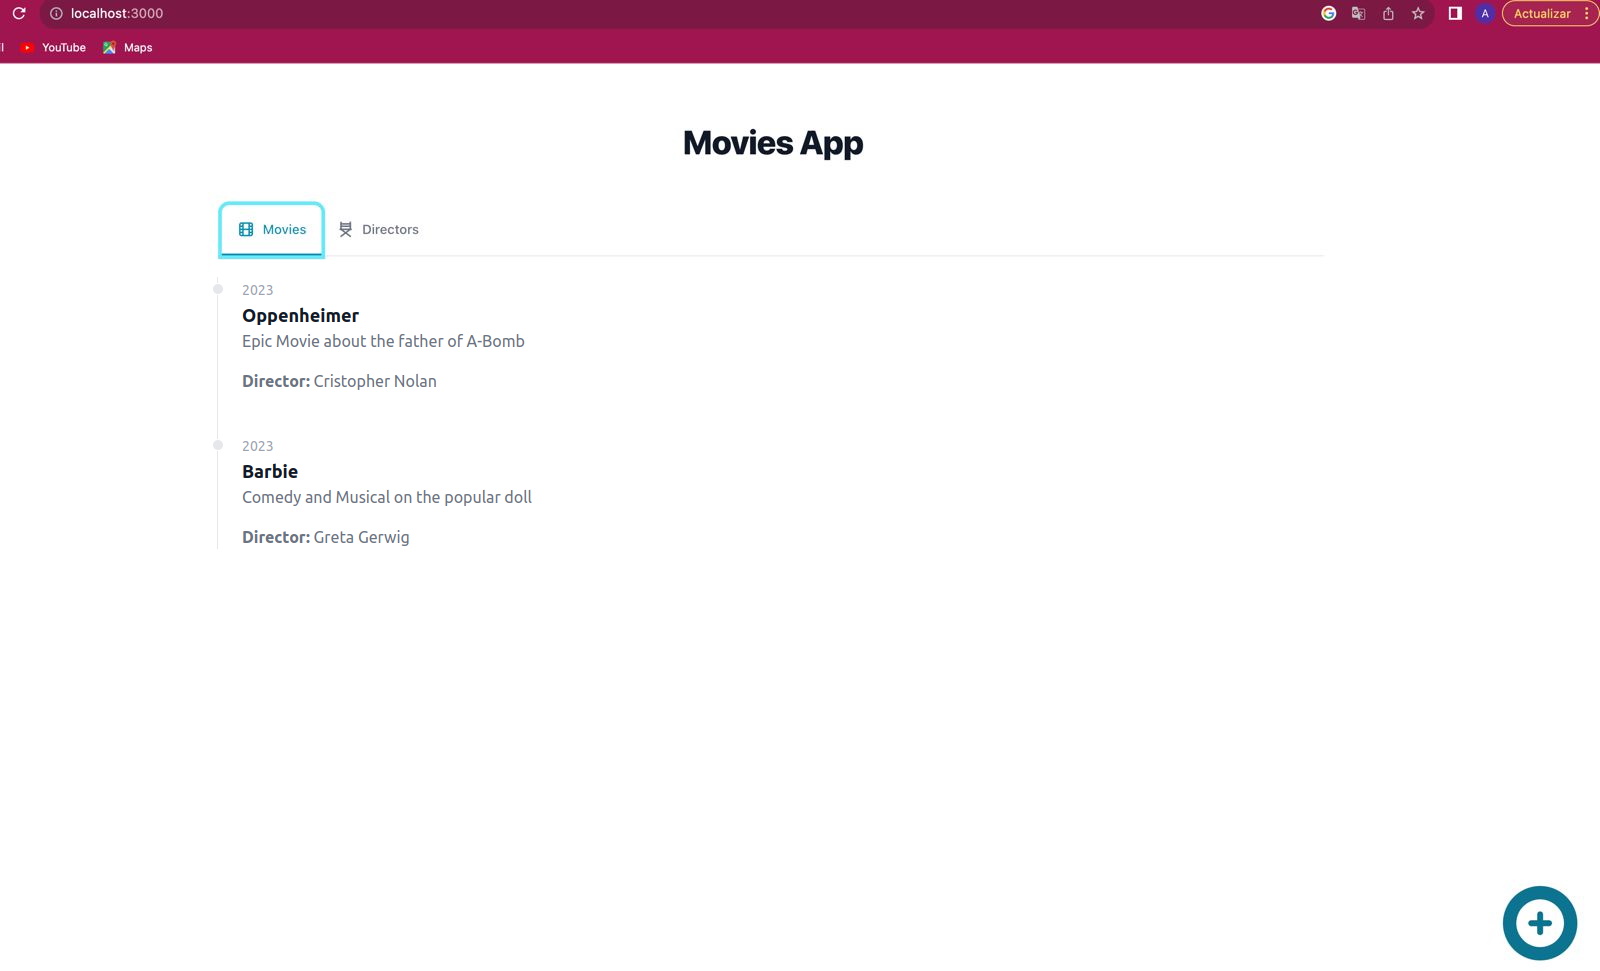 localhost:3000
A
Actualizar
YouTube
Maps
Movies App
Movies
Directors
2023
Oppenheimer
Epic Movie about the father of A-Bomb
Director: Cristopher Nolan
2023
Barbie
Comedy and Musical on the popular doll
Director: Greta Gerwig